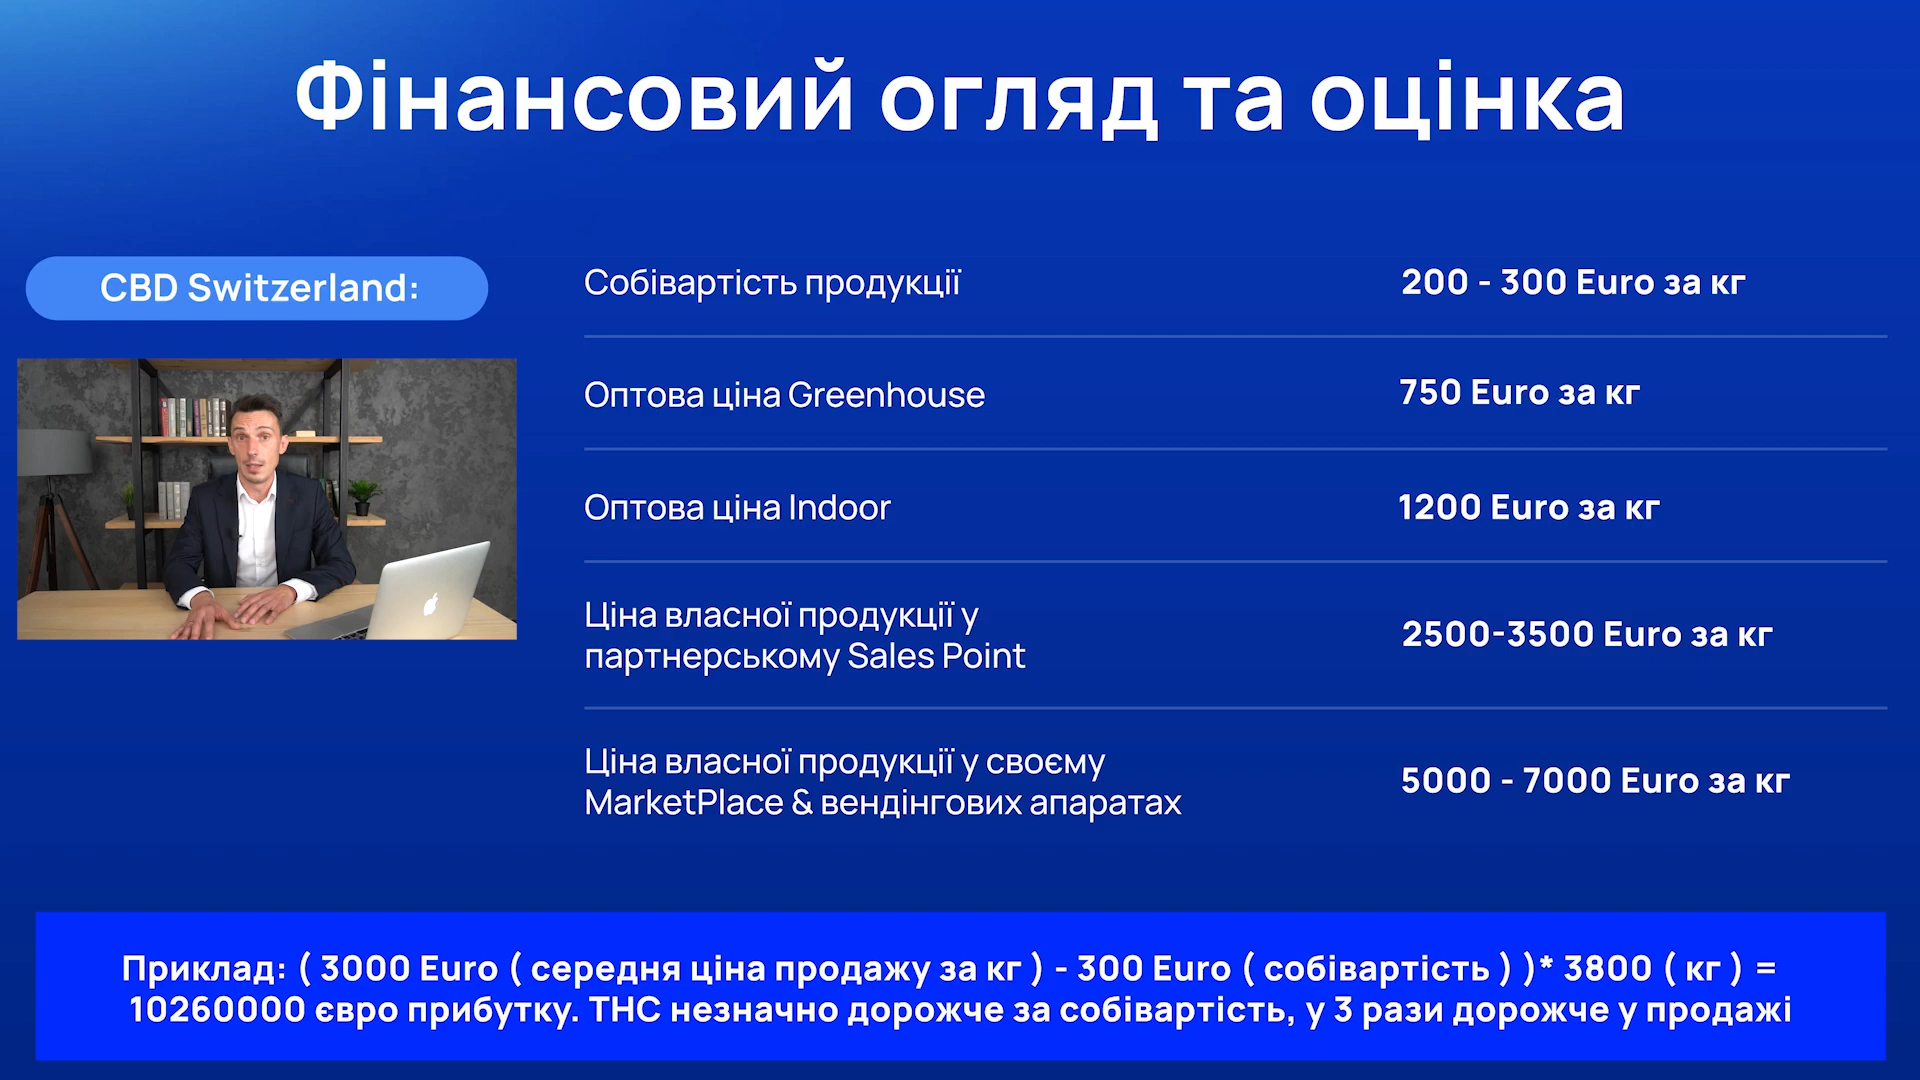 Фінансовий огляд та оцінка
CBD Switzerland:
Собівартість продукції
200 - 300 Euro за кг
Оптова ціна Greenhouse
750 Euro за кг
Оптова ціна Indoor
1200 Euro за кг
Ціна власної продукції у
партнерському Sales Point
2500-3500 Euro за кг
Ціна власної продукції у своєму
MarketPlace & вендінгових апаратах
5000 - 7000 Euro за кг
Приклад: ( 3000 Euro ( середня ціна продажу за кг ) - 300 Euro ( собівартість ) )* 3800 ( кг ) =
10260000 євро прибутку. ТНС незначно дорожче за собівартість, у 3 рази дорожче у продажі